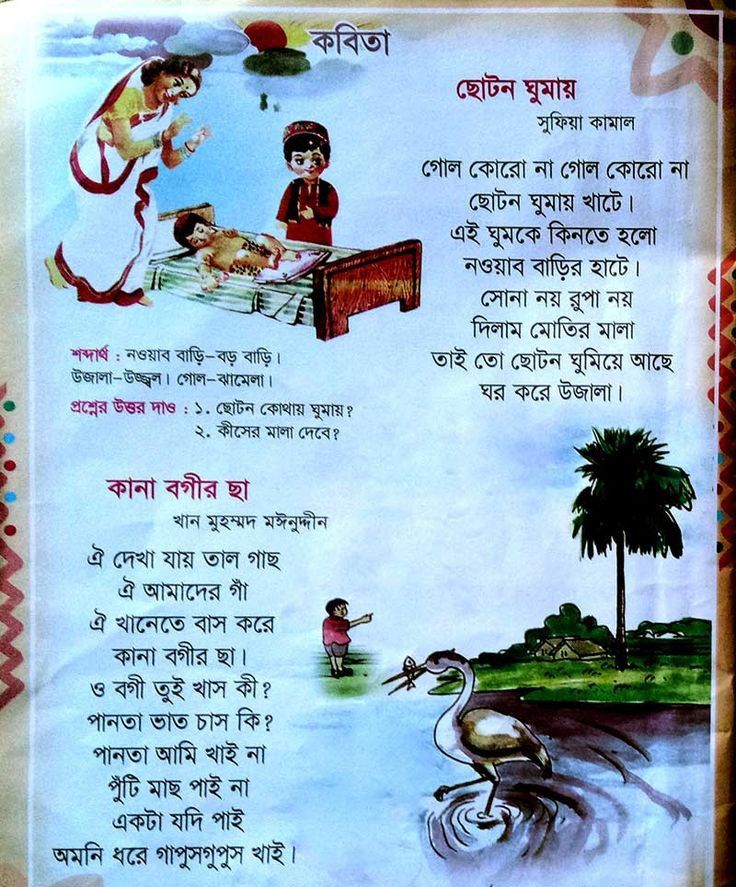 কবিতা
ছোটন ঘুমায়
সুফিয়া কামাল
গোল কোরো না গোল কোরো না
ছোটন ঘুমায় খাটে।
এই ঘুমকে কিনতে হলো
নওয়াব বাড়ির হাটে।
সোনা নয় রুপা নয়
দিলাম মোতির মালা
তাই তো ছোটন ঘুমিয়ে আছে
ঘর করে উজালা।
শব্দার্থ : নওয়াব বাড়ি-বড় বাড়ি।
উজালা-উজ্জ্বল। গোল-ঝামেলা।
প্রশ্নের উত্তর দাও : ১. ছোটন কোথায় ঘুমায়?
২. কীসের মালা দেবে?
কানা বগীর ছা
খান মুহম্মদ মঈনুদ্দীন
ঐ দেখা যায় তাল গাছ
ঐ আমাদের গাঁ
ঐ খানেতে বাস করে
কানা বগীর ছা।
ও বগী তুই খাস কী?
পানতা ভাত চাস কি?
পানতা আমি খাই না
পুঁটি মাছ পাই না
একটা যদি পাই
অমনি ধরে গাপুসগুপুস খাই।